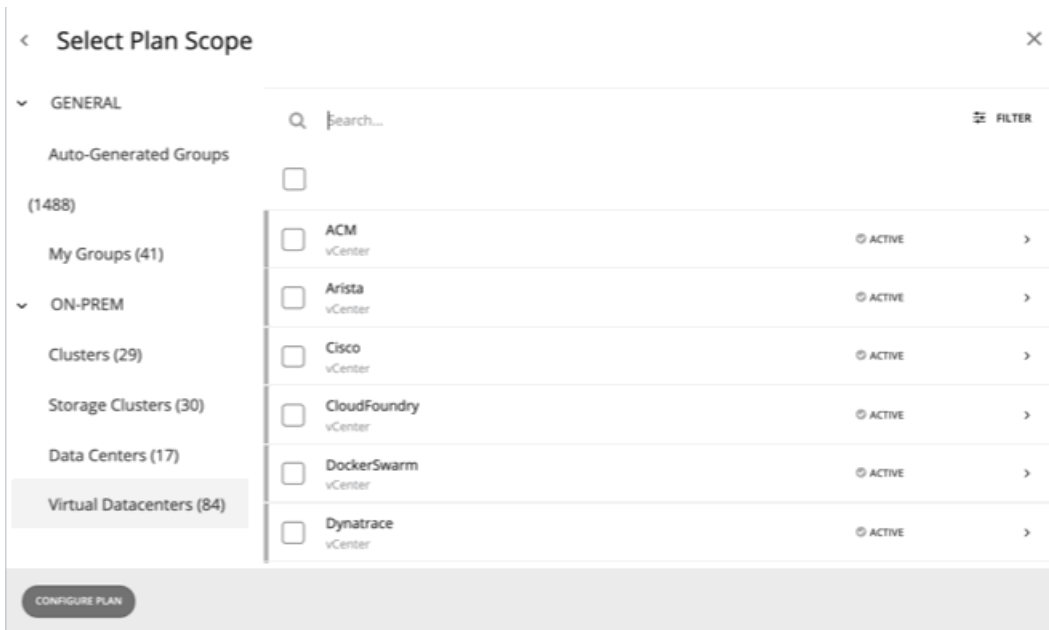 Select Plan Scope
GENERAL
Auto-Generated Groups
(1488)
My Groups (41)
ON-PREM
Clusters (29)
Storage Clusters (30)
Data Centers (17)
Virtual Datacenters (84)
Search...
FILTER
ACM
vCenter
ACTIVE
Arista
vCenter
ACTIVE
Cisco
vCenter
ACTIVE
CloudFoundry
vCenter
ACTIVE
DockerSwarm
vCenter
ACTIVE
Dynatrace
vCenter
ACTIVE
CONFIGURE PLAN